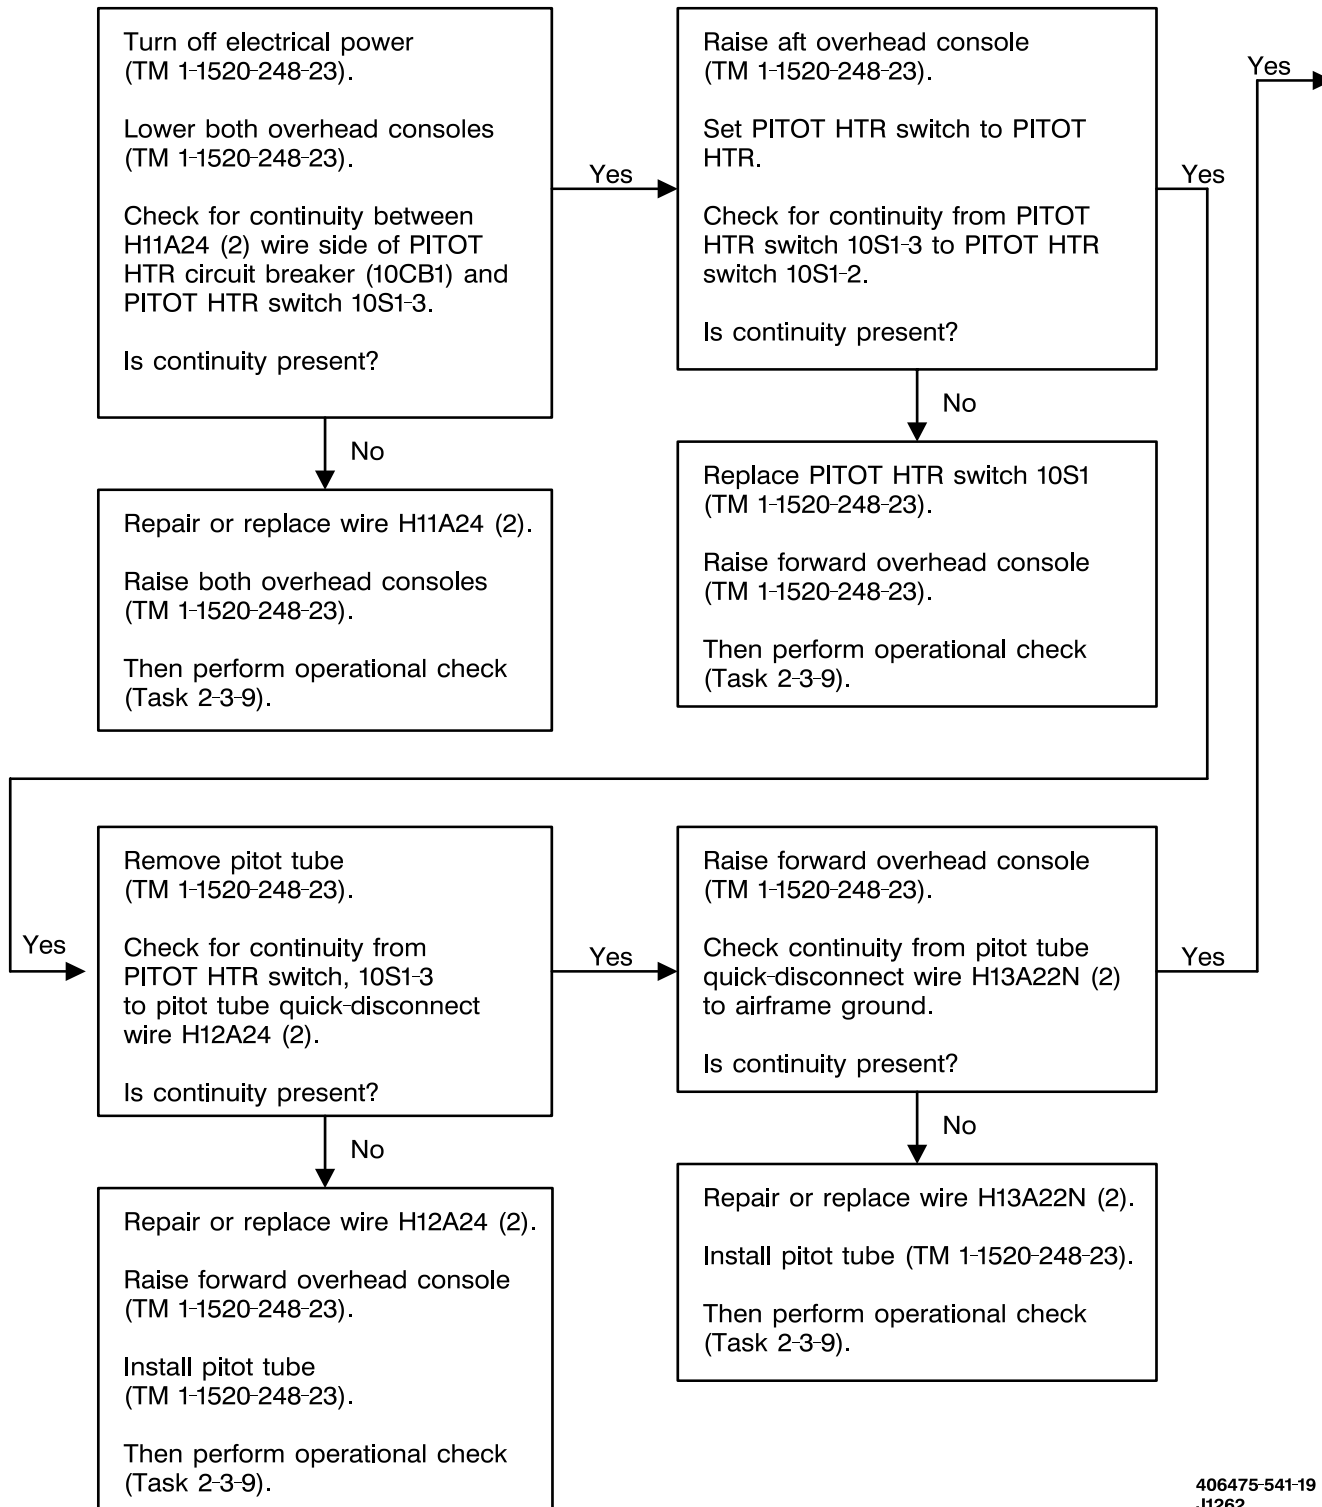 Turn off electrical power
(TM 1-1520-248-23).
Lower both overhead consoles
(TM 1-1520-248-23).
Check for continuity between
H11A24 (2) wire side of PITOT
HTR circuit breaker (10CB1) and
PITOT HTR switch 10S1-3.
Is continuity present?
Yes
No
Repair or replace wire H11A24 (2).
Raise both overhead consoles
(TM 1-1520-248-23).
Then perform operational check
(Task 2-3-9).
Raise aft overhead console
(TM 1-1520-248-23).
Set PITOT HTR switch to PITOT
HTR.
Check for continuity from PITOT
HTR switch 10S1-3 to PITOT HTR
switch 10S1-2.
Is continuity present?
Yes
No
Replace PITOT HTR switch 10S1
(TM 1-1520-248-23).
Raise forward overhead console
(TM 1-1520-248-23).
Then perform operational check
(Task 2-3-9).
Yes
Remove pitot tube
(TM 1-1520-248-23).
Check for continuity from
PITOT HTR switch, 10S1-3
to pitot tube quick-disconnect
wire H12A24 (2).
Is continuity present?
Yes
No
Repair or replace wire H12A24 (2).
Raise forward overhead console
(TM 1-1520-248-23).
Install pitot tube
(TM 1-1520-248-23).
Then perform operational check
(Task 2-3-9).
Raise forward overhead console
(TM 1-1520-248-23).
Check continuity from pitot tube
quick-disconnect wire H13A22N (2)
to airframe ground.
Is continuity present?
Yes
Yes
No
Repair or replace wire H13A22N (2).
Install pitot tube (TM 1-1520-248-23).
Then perform operational check
(Task 2-3-9).
406475-541-19
J1262